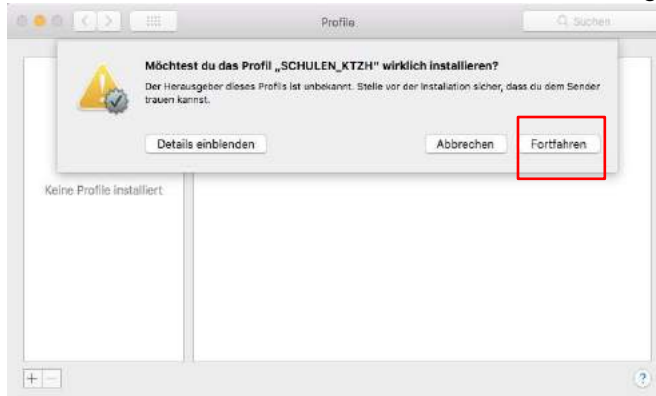 Profile
Suchen
Möchtest du das Profil „SCHULEN_KTZH" wirklich installieren?
Der Herausgeber dieses Profils ist unbekannt. Stelle vor der Installation sicher, dass du dem Sender
trauen kannst.
Details einblenden
Abbrechen
Fortfahren
Keine Profile installiert
+ −
?